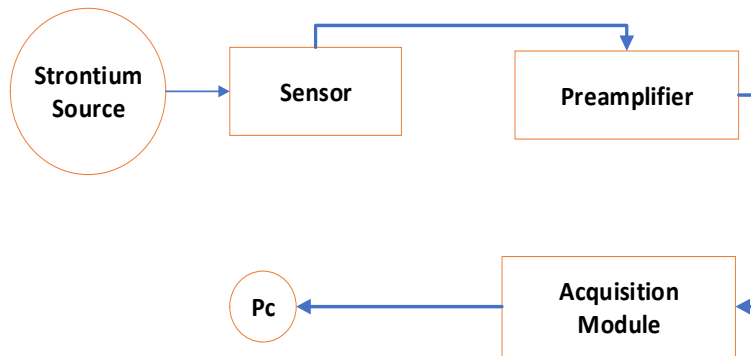 Strontium
Source
Sensor
Preamplifier
Pc
Acquisition
Module